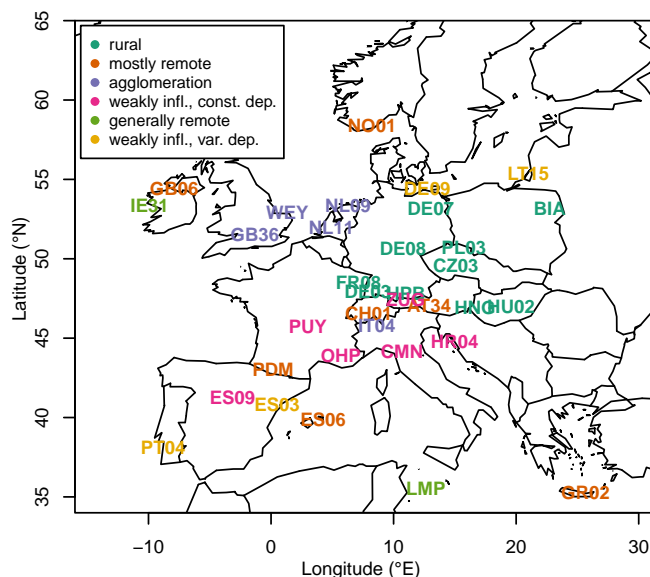 65
60
55
50
45
40
35
Latitude (°N)
rural
mostly remote
agglomeration
weakly infl., const. dep.
generally remote
weakly infl., var. dep.
NO01
LT15
GB06
DE09
IE31
NL09
WEY
DE07
BIA
NL11
GB36
DE08
PL03
CZ03
FR08
DE03
HPB
ZUG
CH01
AT34
HNG
HU02
IT04
PUY
HR04
OHP
CMN
PDM
ES09
ES03
ES06
PT04
LMP
GR02
−10
0
10
20
30
Longitude (°E)